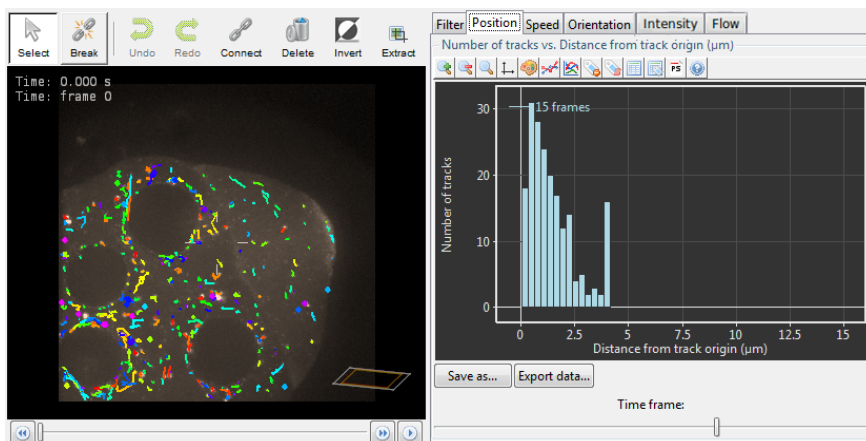 Select Break Undo Redo Connect Delete Invert Extract
Time: 0.000 s
Time: frame 0
Filter Position Speed Orientation Intensity Flow
Number of tracks vs. Distance from track origin (µm)
PS
15 frames
30
20
10
0
Number of tracks
0 2.5 5 7.5 10 12.5 15
Distance from track origin (µm)
Save as... Export data...
Time frame: